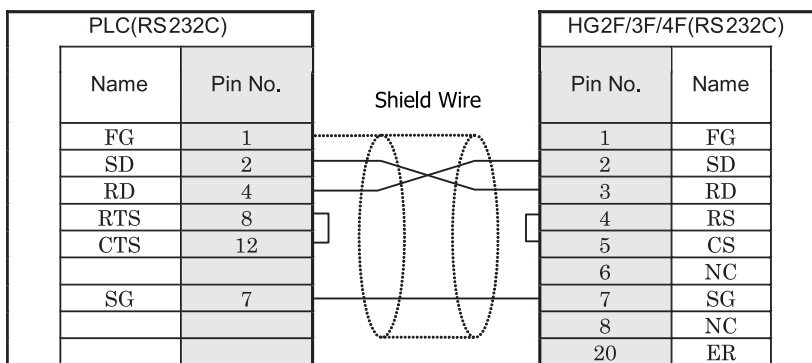 PLC(RS232C) HG2F/3F/4F(RS232C)
Name Pin No. Shield Wire Pin No. Name
FG 1 1 FG
SD 2 2 SD
RD 4 3 RD
RTS 8 4 RS
CTS 12 5 CS
6 NC
SG 7 7 SG
8 NC
20 ER